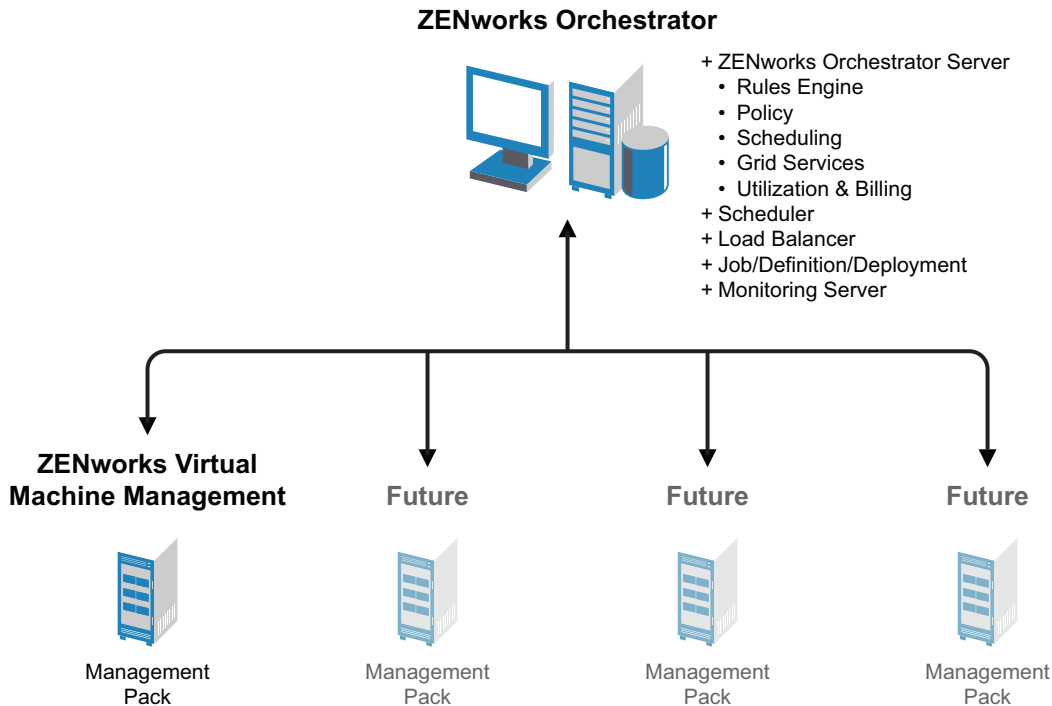 ZENworks Orchestrator
+ ZENworks Orchestrator Server
• Rules Engine
• Policy
• Scheduling
• Grid Services
• Utilization & Billing
+ Scheduler
+ Load Balancer
+ Job/Definition/Deployment
+ Monitoring Server
ZENworks Virtual
Machine Management
Future
Future
Future
Management
Pack
Management
Pack
Management
Pack
Management
Pack